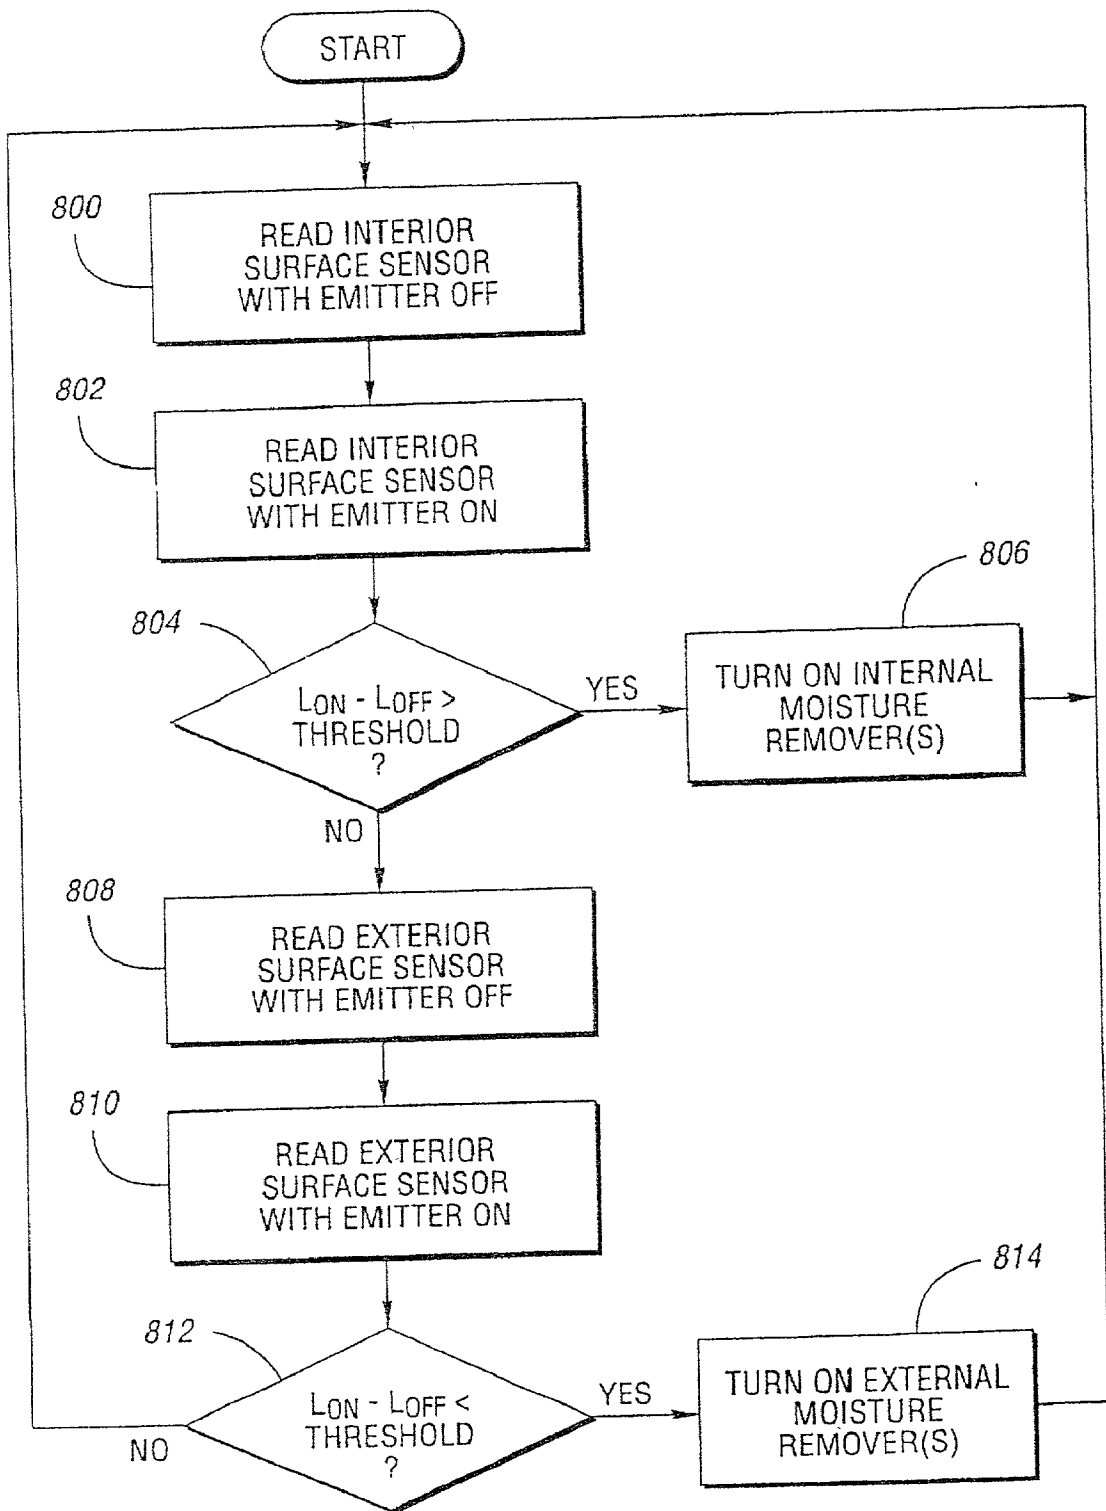 START
800
READ INTERIOR
SURFACE SENSOR
WITH EMITTER OFF
802
READ INTERIOR
SURFACE SENSOR
WITH EMITTER ON
804
LON - LOFF >
THRESHOLD
?
YES
806
TURN ON INTERNAL
MOISTURE
REMOVER(S)
NO
808
READ EXTERIOR
SURFACE SENSOR
WITH EMITTER OFF
810
READ EXTERIOR
SURFACE SENSOR
WITH EMITTER ON
812
LON - LOFF <
THRESHOLD
?
YES
814
TURN ON EXTERNAL
MOISTURE
REMOVER(S)
NO